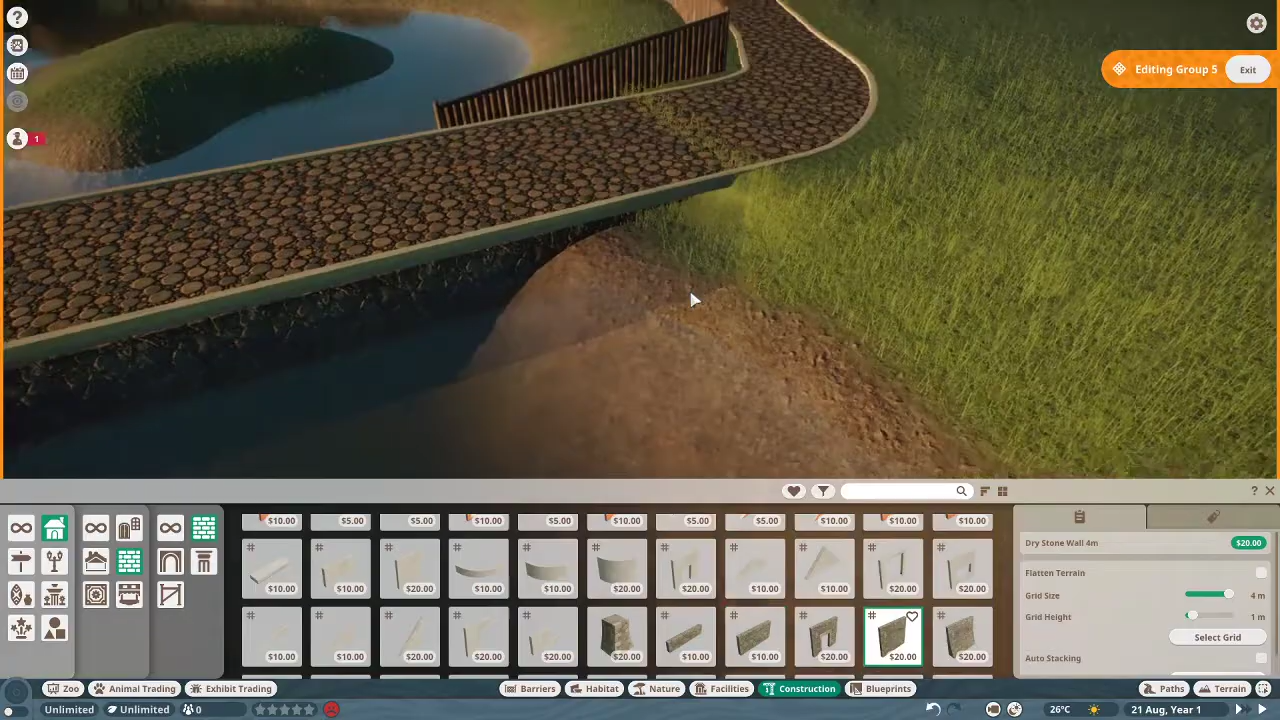 ?
Editing Group 5 Exit
1
? 
$10.00 $5.00 $5.00 $10.00 $5.00 $10.00 $5.00 $5.00 $10.00 $10.00 $10.00
Dry Stone Wall 4m $20.00
$10.00 $10.00 $20.00 $10.00 $10.00 $20.00 $20.00 $10.00 $10.00 $20.00 $20.00
Flatten Terrain
Grid Size 4 m
Grid Height 1 m
Select Grid
$10.00 $10.00 $20.00 $20.00 $10.00 $20.00 $10.00 $10.00 $20.00 $20.00 $20.00
Auto Stacking
Zoo Animal Trading Exhibit Trading Barriers Habitat Nature Facilities Construction Blueprints Paths Terrain
Unlimited Unlimited 0 26°C 21 Aug, Year 1